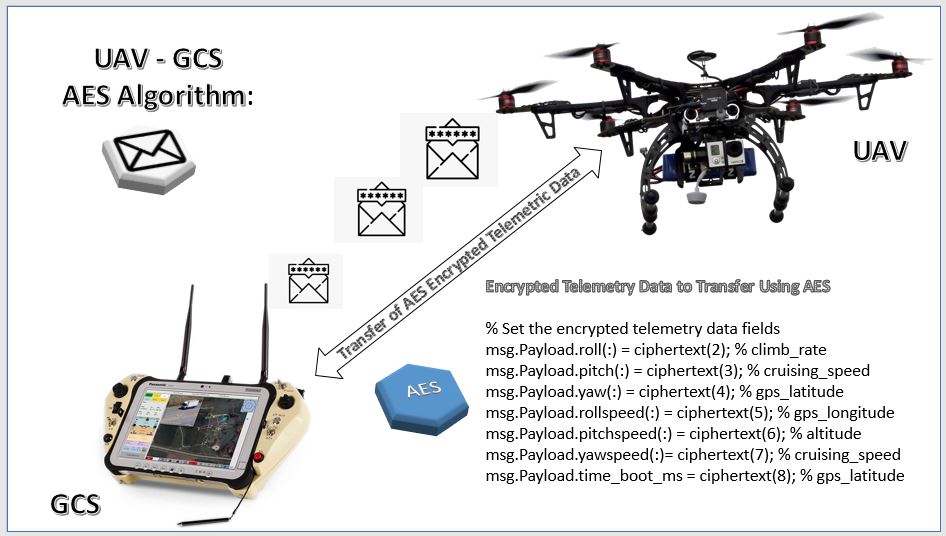 UAV - GCS
AES Algorithm:
UAV
******
******
******
Transfer of AES Encrypted Telemetric Data
Encrypted Telemetry Data to Transfer Using AES
% Set the encrypted telemetry data fields
msg.Payload.roll(:) = ciphertext(2); % climb_rate
msg.Payload.pitch(:) = ciphertext(3); % cruising_speed
msg.Payload.yaw(:) = ciphertext(4); % gps_latitude
msg.Payload.rollspeed(:) = ciphertext(5); % gps_longitude
msg.Payload.pitchspeed(:) = ciphertext(6); % altitude
msg.Payload.yawspeed(:)= ciphertext(7); % cruising_speed
msg.Payload.time_boot_ms = ciphertext(8); % gps_latitude
AES
Panasonic
GCS